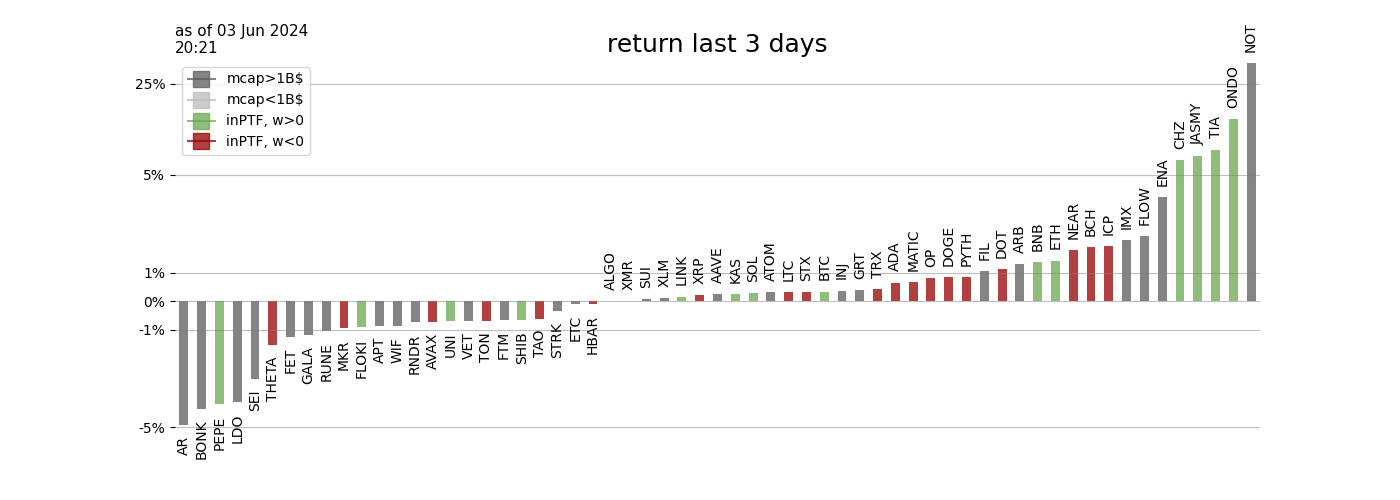 as of 03 Jun 2024
20:21
return last 3 days
mcap>1B$
mcap<1B$
inPTF, w>0
inPTF, w<0
25%
5%
1%
0%
-1%
-5%
AR
BONK
PEPE
LDO
SEI
THETA
FET
GALA
RUNE
MKR
FLOKI
APT
WIF
RNDR
AVAX
UNI
VET
TON
FTM
SHIB
TAO
STRK
ETC
HBAR
ALGO
XMR
SUI
XLM
LINK
XRP
AAVE
KAS
SOL
ATOM
LTC
STX
BTC
INJ
GRT
TRX
ADA
MATIC
OP
DOGE
PYTH
FIL
DOT
ARB
BNB
ETH
NEAR
BCH
ICP
IMX
FLOW
ENA
CHZ
JASMY
TIA
ONDO
NOT